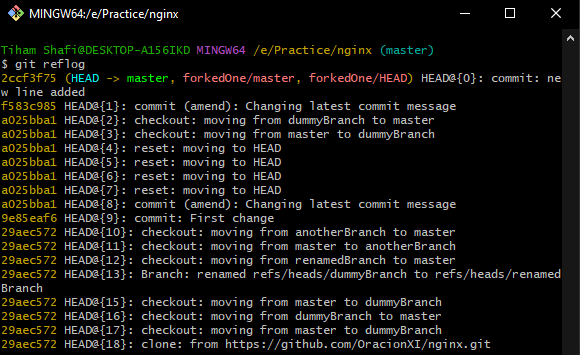 MINGW64:/e/Practice/nginx
Tiham Shafi@DESKTOP-A156IKD MINGW64 /e/Practice/nginx (master)
$ git reflog
2ccf3f75 (HEAD -> master, forkedOne/master, forkedOne/HEAD) HEAD@{0}: commit: ne
w line added
f583c985 HEAD@{1}: commit (amend): Changing latest commit message
a025bba1 HEAD@{2}: checkout: moving from dummyBranch to master
a025bba1 HEAD@{3}: checkout: moving from master to dummyBranch
a025bba1 HEAD@{4}: reset: moving to HEAD
a025bba1 HEAD@{5}: reset: moving to HEAD
a025bba1 HEAD@{6}: reset: moving to HEAD
a025bba1 HEAD@{7}: reset: moving to HEAD
a025bba1 HEAD@{8}: commit (amend): Changing latest commit message
9e85eaf6 HEAD@{9}: commit: First change
29aec572 HEAD@{10}: checkout: moving from anotherBranch to master
29aec572 HEAD@{11}: checkout: moving from master to anotherBranch
29aec572 HEAD@{12}: checkout: moving from renamedBranch to master
29aec572 HEAD@{13}: Branch: renamed refs/heads/dummyBranch to refs/heads/renamed
Branch
29aec572 HEAD@{15}: checkout: moving from master to dummyBranch
29aec572 HEAD@{16}: checkout: moving from dummyBranch to master
29aec572 HEAD@{17}: checkout: moving from master to dummyBranch
29aec572 HEAD@{18}: clone: from https://github.com/OracionXI/nginx.git